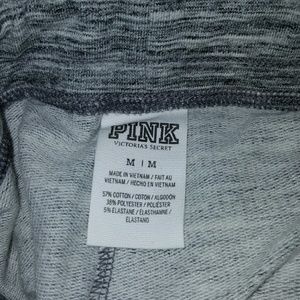 PINK
VICTORIA'S SECRET
M | M
MADE IN VIETNAM / FAIT AU
VIETNAM / HECHO EN VIETNAM
57% COTTON / COTON / ALGODÓN
38% POLYESTER / POLIÉSTER
5% ELASTANE / ÉLASTHANNE /
ELASTANO